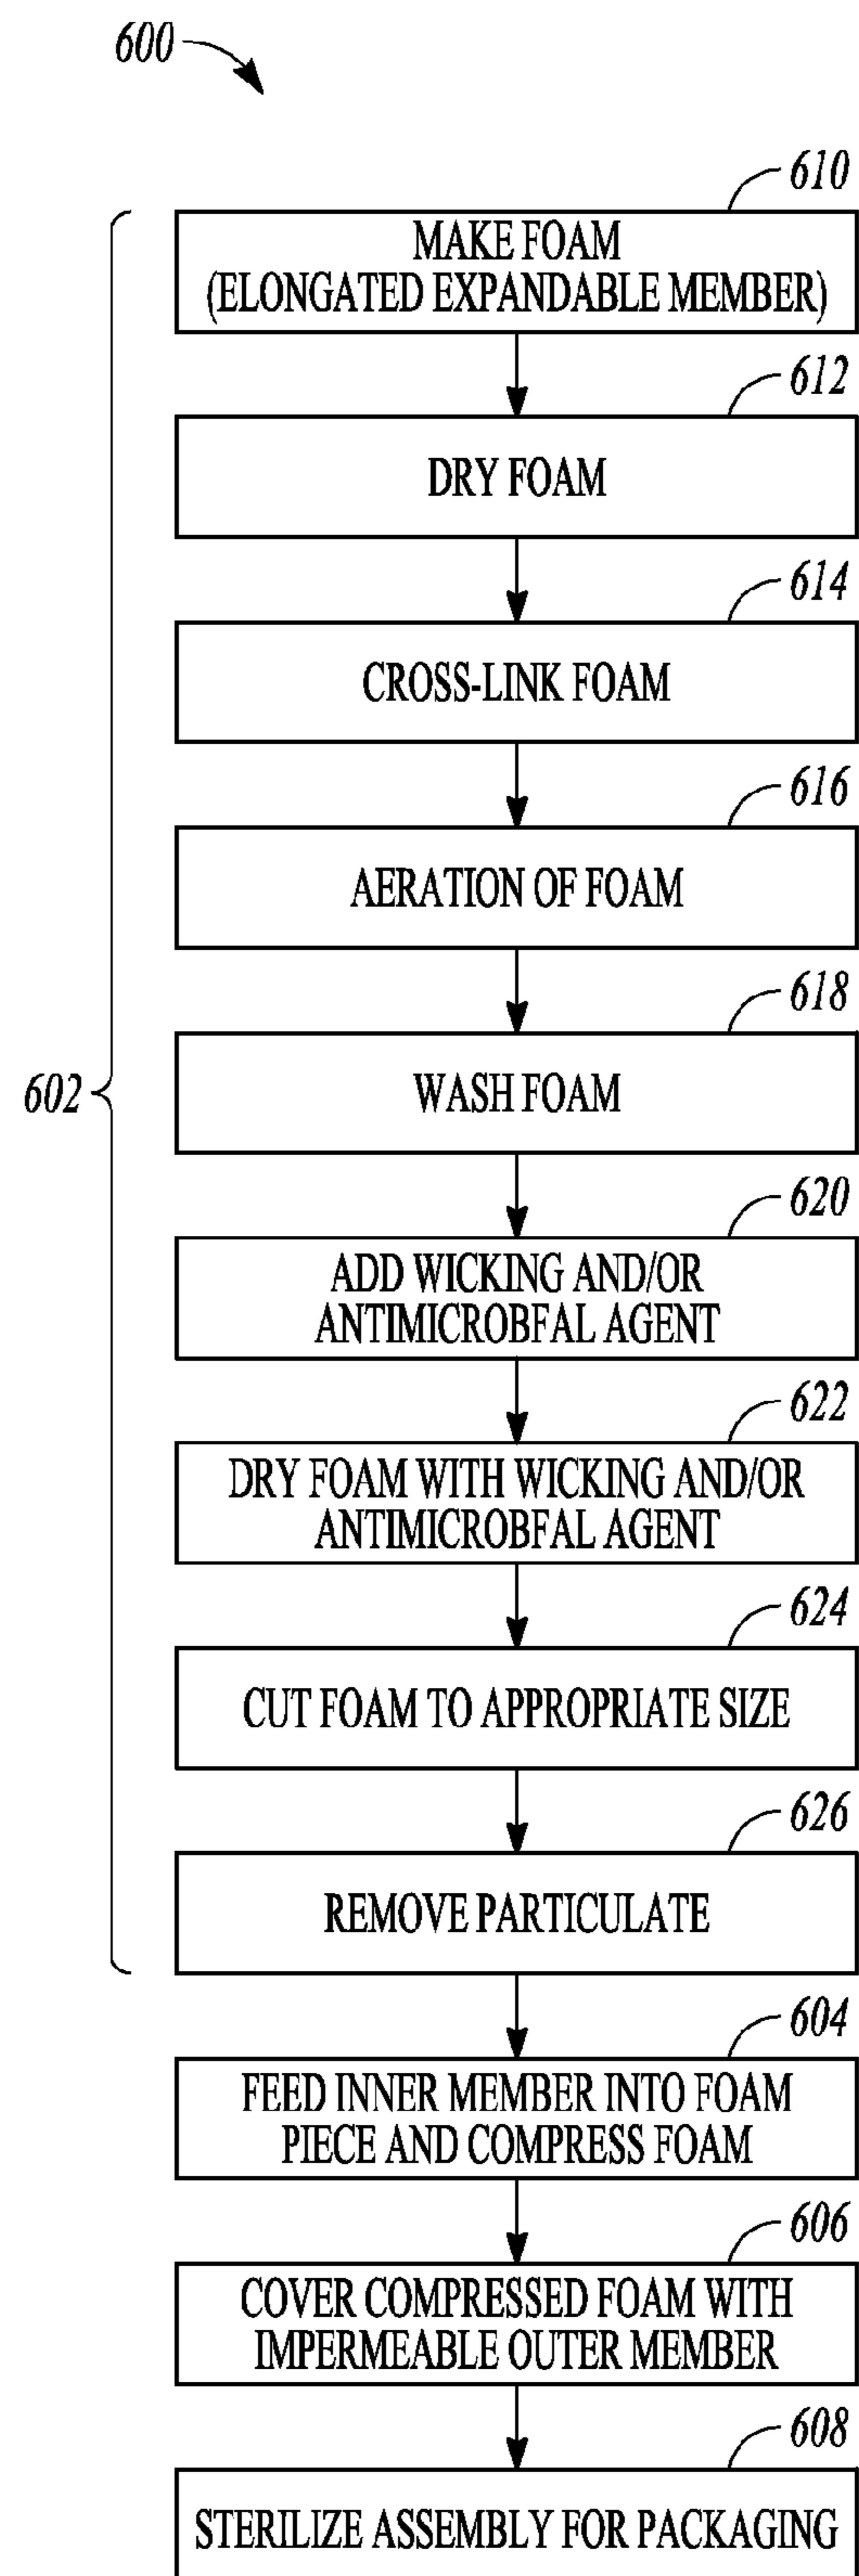 600
610
MAKE FOAM
(ELONGATED EXPANDABLE MEMBER)
612
DRY FOAM
614
CROSS-LINK FOAM
616
AERATION OF FOAM
618
WASH FOAM
602
620
ADD WICKING AND/OR
ANTIMICROBFAL AGENT
622
DRY FOAM WITH WICKING AND/OR
ANTIMICROBFAL AGENT
624
CUT FOAM TO APPROPRIATE SIZE
626
REMOVE PARTICULATE
604
FEED INNER MEMBER INTO FOAM
PIECE AND COMPRESS FOAM
606
COVER COMPRESSED FOAM WITH
IMPERMEABLE OUTER MEMBER
608
STERILIZE ASSEMBLY FOR PACKAGING